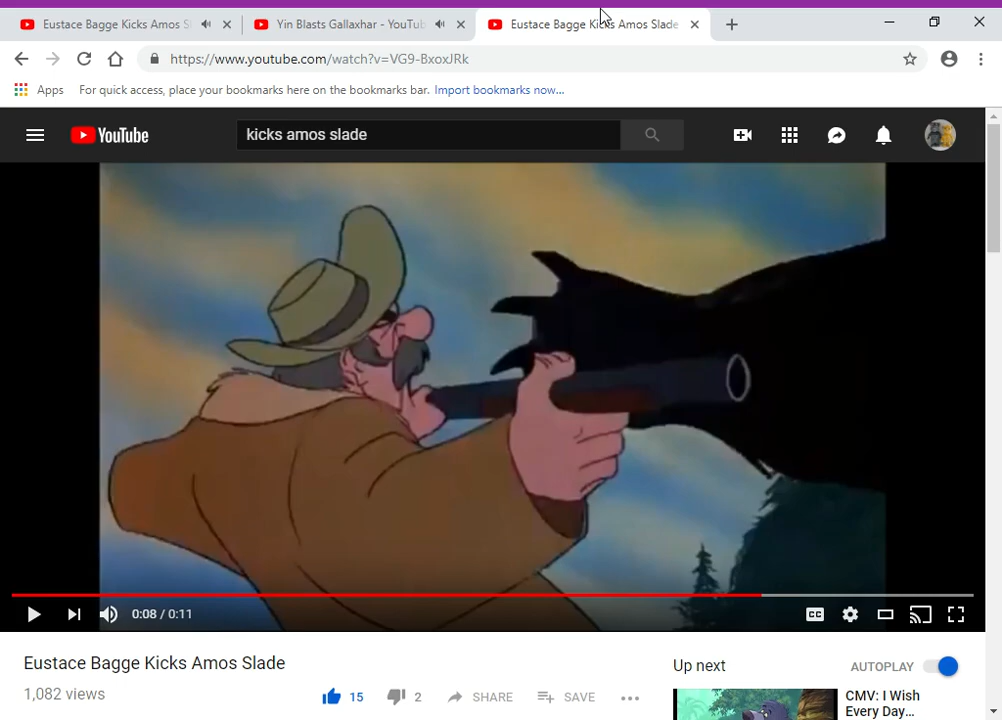 Eustace Bagge Kicks Amos S
Yin Blasts Gallaxhar - YouTub
Eustace Bagge Kicks Amos Slade
https://www.youtube.com/watch?v=VG9-BxoxJRk
Apps For quick access, place your bookmarks here on the bookmarks bar. Import bookmarks now...
YouTube
kicks amos slade
0:08 / 0:11
CC
Eustace Bagge Kicks Amos Slade
1,082 views
15
2
SHARE
SAVE
Up next
AUTOPLAY
CMV: I Wish
Every Day...